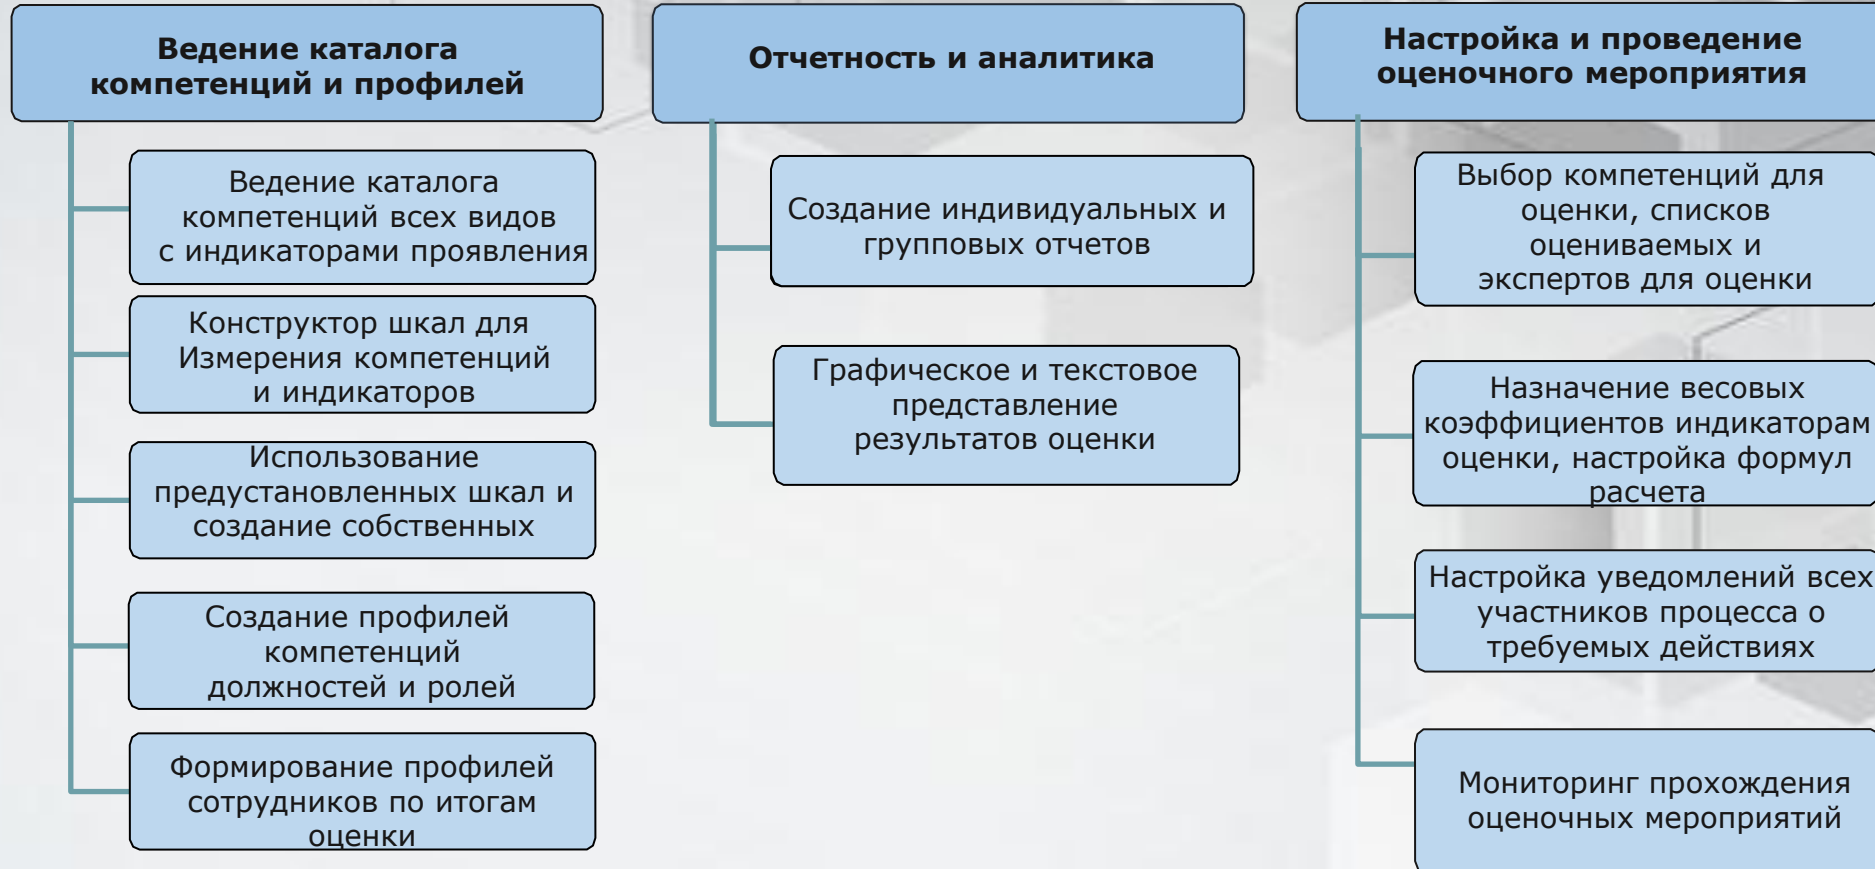 Ведение каталога
компетенций и профилей
Ведение каталога
компетенций всех видов
с индикаторами проявления
Конструктор шкал для
Измерения компетенций
и индикаторов
Использование
предустановленных шкал и
создание собственных
Создание профилей
компетенций
должностей и ролей
Формирование профилей
сотрудников по итогам
оценки
Отчетность и аналитика
Создание индивидуальных и
групповых отчетов
Графическое и текстовое
представление
результатов оценки
Настройка и проведение
оценочного мероприятия
Выбор компетенций для
оценки, списков
оцениваемых и
экспертов для оценки
Назначение весовых
коэффициентов индикаторам
оценки, настройка формул
расчета
Настройка уведомлений всех
участников процесса о
требуемых действиях
Мониторинг прохождения
оценочных мероприятий